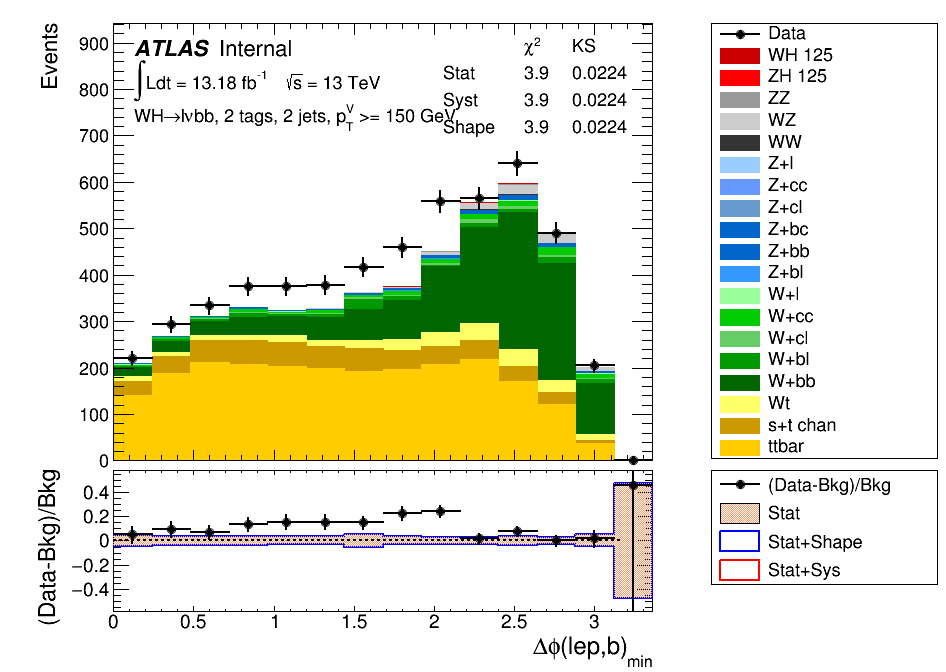 Events
900
800
700
600
500
400
300
200
100
0
ATLAS Internal
∫Ldt = 13.18 fb⁻¹ √s = 13 TeV
WH→lνbb, 2 tags, 2 jets, p_T^V >= 150 GeV
χ² KS
Stat 3.9 0.0224
Syst 3.9 0.0224
Shape 3.9 0.0224
Data
WH 125
ZH 125
ZZ
WZ
WW
Z+l
Z+cc
Z+cl
Z+bc
Z+bb
Z+bl
W+l
W+cc
W+cl
W+bl
W+bb
Wt
s+t chan
ttbar
(Data-Bkg)/Bkg
0.4
0.2
0
−0.2
−0.4
0 0.5 1 1.5 2 2.5 3
Δϕ(lep,b)_min
(Data-Bkg)/Bkg
Stat
Stat+Shape
Stat+Sys